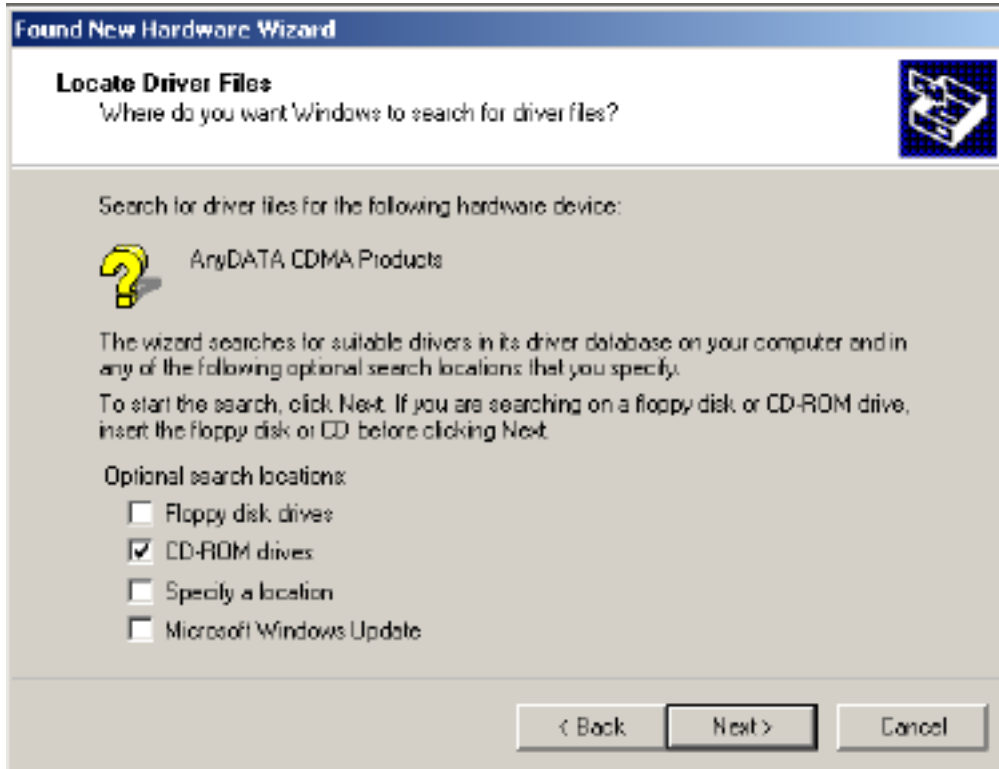 Found New Hardware Wizard
Locate Driver Files
Where do you want Windows to search for driver files?
Search for driver files for the following hardware device:
AnyDATA CDMA Products
The wizard searches for suitable drivers in its driver database on your computer and in
any of the following optional search locations that you specify.
To start the search, click Next. If you are searching on a floppy disk or CD-ROM drive,
insert the floppy disk or CD before clicking Next.
Optional search locations:
Floppy disk drives
CD-ROM drives
Specify a location
Microsoft Windows Update
< Back Next > Cancel